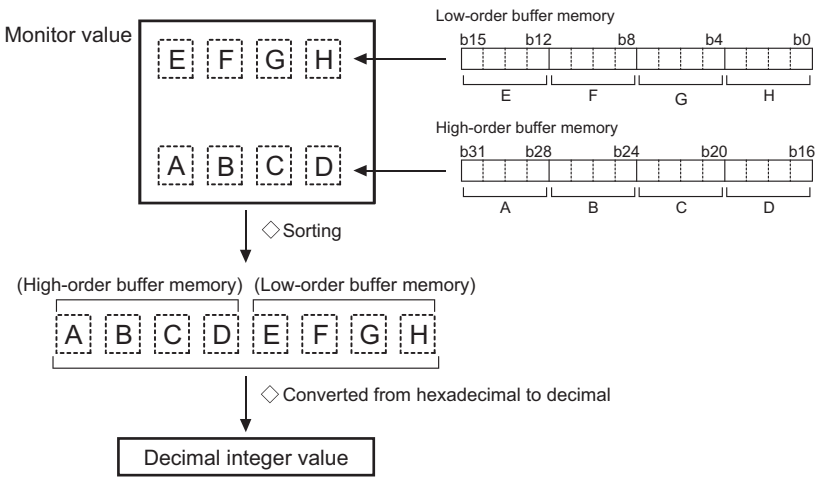 Low-order buffer memory
Monitor value
b15 b12 b8 b4 b0
E F G H
E F G H
High-order buffer memory
b31 b28 b24 b20 b16
A B C D
A B C D
◇ Sorting
(High-order buffer memory) (Low-order buffer memory)
A B C D E F G H
◇ Converted from hexadecimal to decimal
Decimal integer value